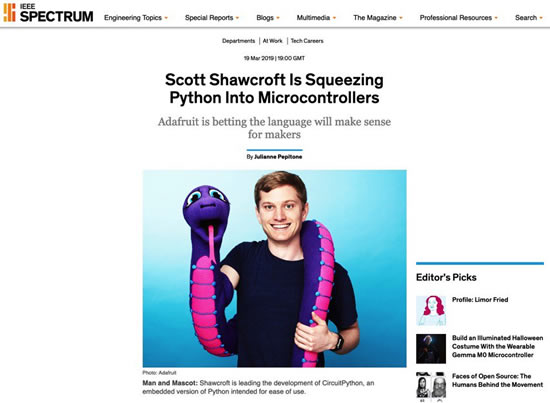 IEEE
SPECTRUM
Engineering Topics
Special Reports
Blogs
Multimedia
The Magazine
Professional Resources
Search
Departments | At Work | Tech Careers
19 Mar 2019 | 19:00 GMT
Scott Shawcroft Is Squeezing
Python Into Microcontrollers
Adafruit is betting the language will make sense
for makers
By Julianne Pepitone
Photo: Adafruit
Man and Mascot: Shawcroft is leading the development of CircuitPython, an
embedded version of Python intended for ease of use.
Editor's Picks
Profile: Limor Fried
Build an Illuminated Halloween
Costume With the Wearable
Gemma M0 Microcontroller
Faces of Open Source: The
Humans Behind the Movement